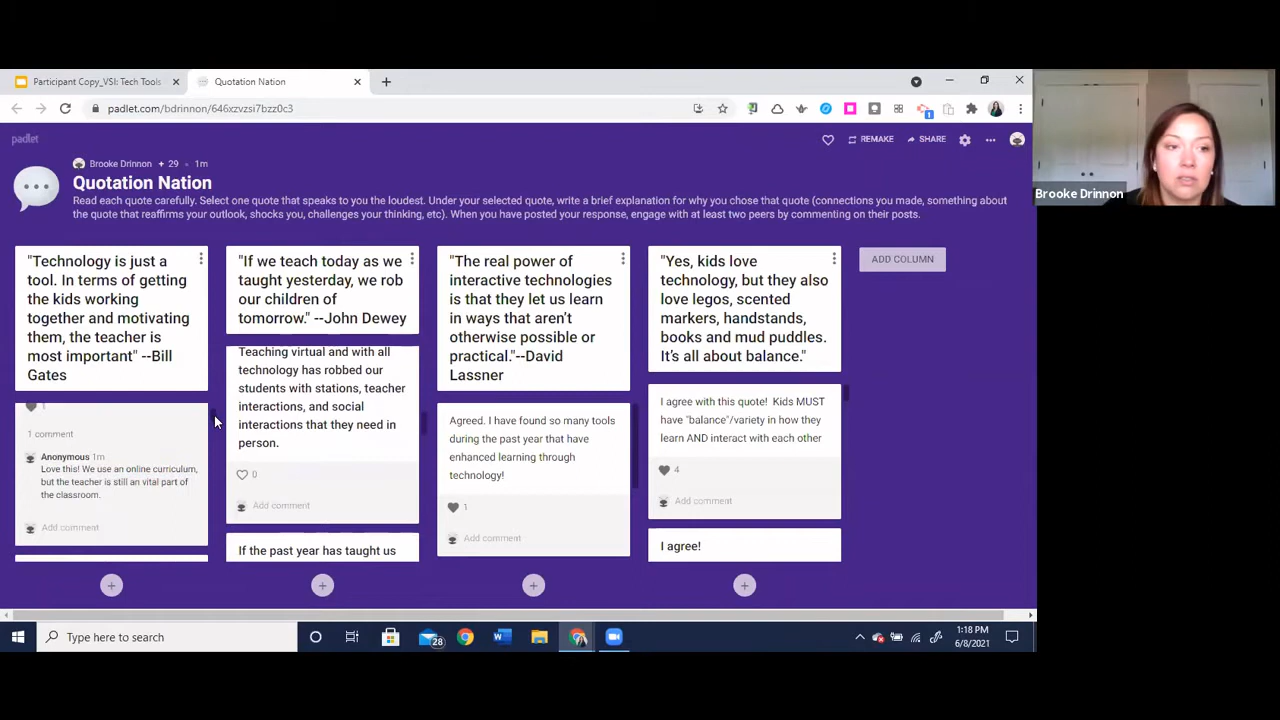 Participant Copy_VSI: Tech Tools
Quotation Nation
padlet.com/bdrinnon/646xzvzsi7bzz0c3
padlet
REMAKE
SHARE
Brooke Drinnon + 29 • 1m
Quotation Nation
Read each quote carefully. Select one quote that speaks to you the loudest. Under your selected quote, write a brief explanation for why you chose that quote (connections you made, something about
the quote that reaffirms your outlook, shocks you, challenges your thinking, etc). When you have posted your response, engage with at least two peers by commenting on their posts.
"Technology is just a
tool. In terms of getting
the kids working
together and motivating
them, the teacher is
most important" --Bill
Gates
1
1 comment
Anonymous 1m
Love this! We use an online curriculum,
but the teacher is still an vital part of
the classroom.
Add comment
"If we teach today as we
taught yesterday, we rob
our children of
tomorrow." --John Dewey
Teaching virtual and with all
technology has robbed our
students with stations, teacher
interactions, and social
interactions that they need in
person.
0
Add comment
If the past year has taught us
"The real power of
interactive technologies
is that they let us learn
in ways that aren't
otherwise possible or
practical."--David
Lassner
Agreed. I have found so many tools
during the past year that have
enhanced learning through
technology!
1
Add comment
"Yes, kids love
technology, but they also
love legos, scented
markers, handstands,
books and mud puddles.
It's all about balance."
I agree with this quote! Kids MUST
have "balance"/variety in how they
learn AND interact with each other
4
Add comment
I agree!
ADD COLUMN
Brooke Drinnon
Type here to search
28
1:18 PM
6/8/2021